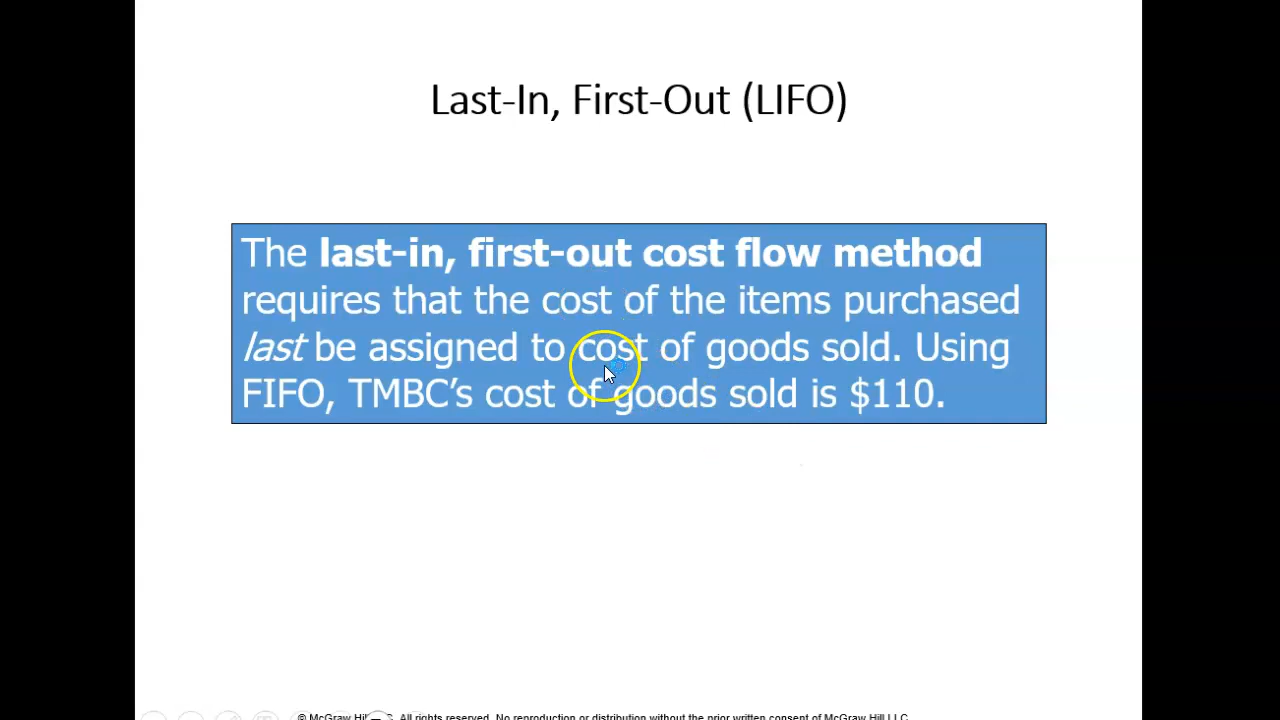 Last-In, First-Out (LIFO)
The last-in, first-out cost flow method
requires that the cost of the items purchased
last be assigned to cost of goods sold. Using
FIFO, TMBC’s cost of goods sold is $110.
© McGraw Hill All rights reserved. No reproduction or distribution without the prior written consent of McGraw Hill LLC